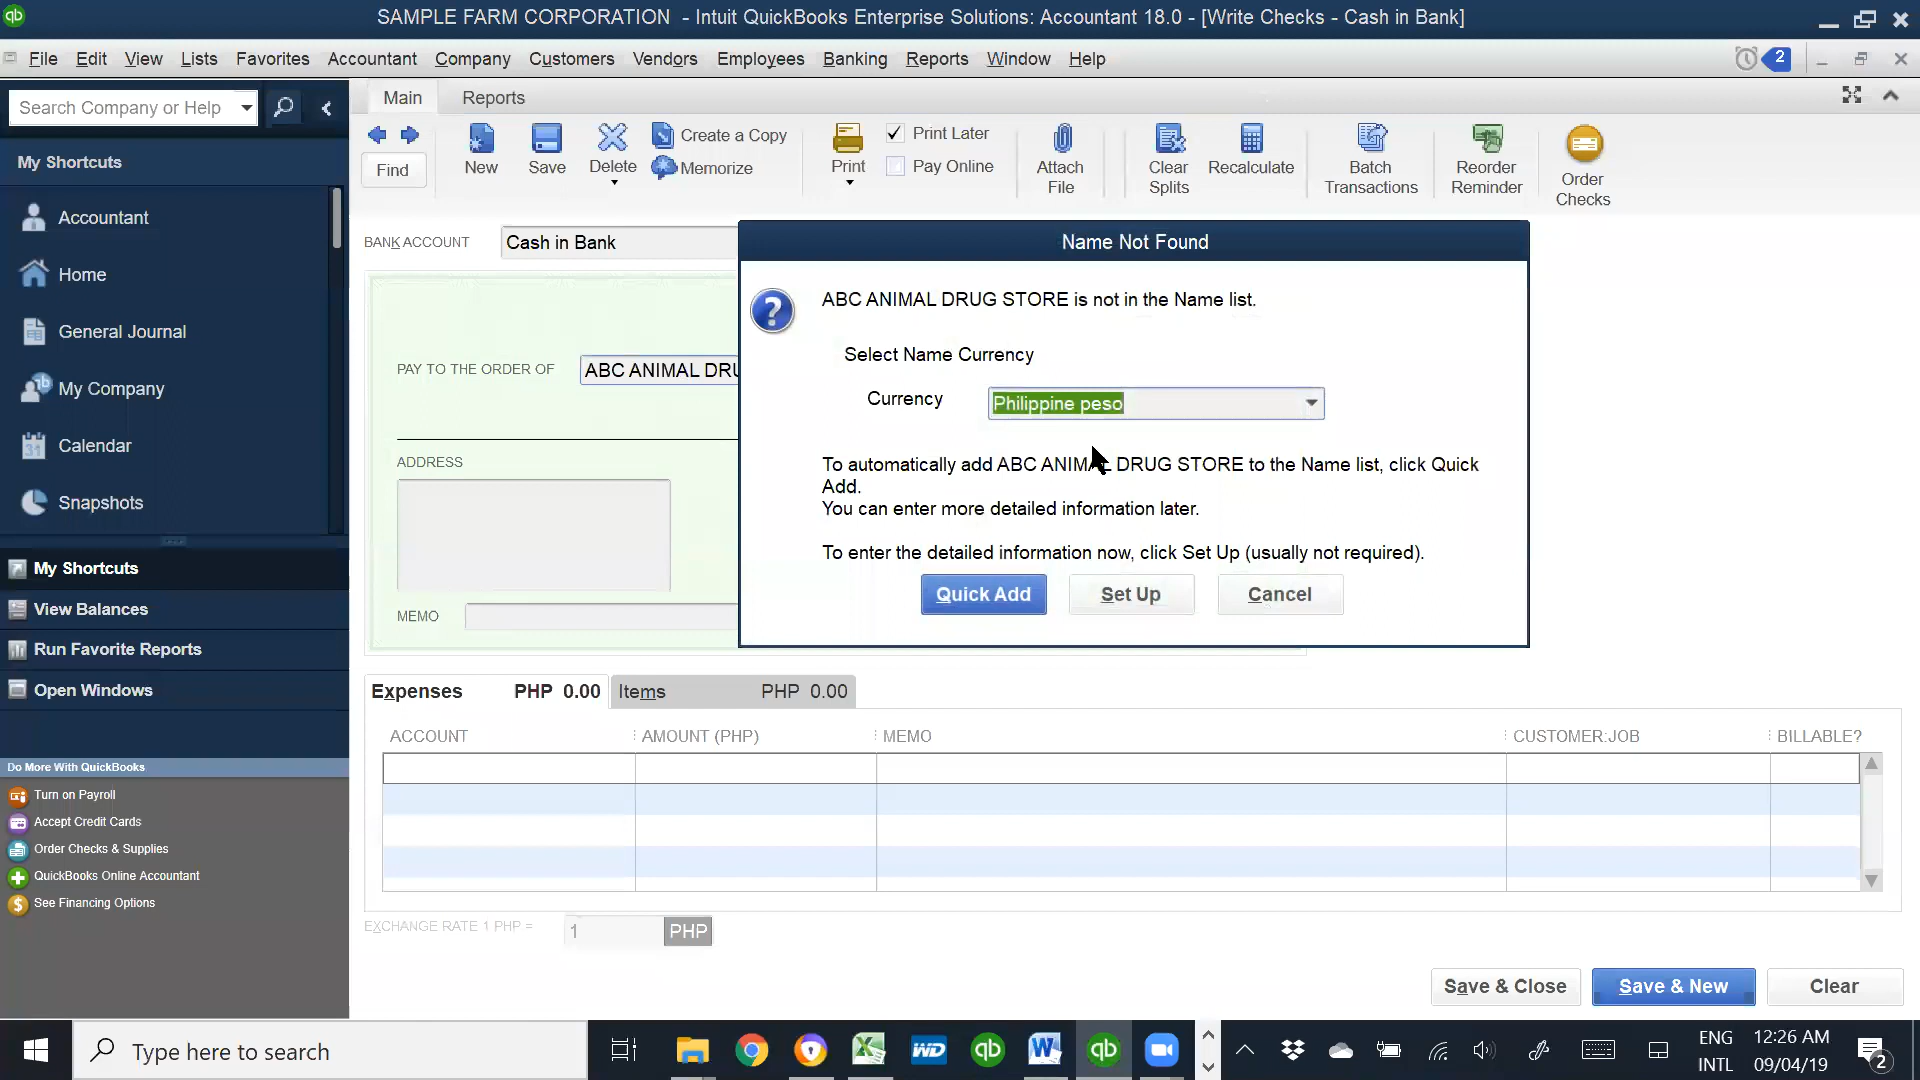 SAMPLE FARM CORPORATION - Intuit QuickBooks Enterprise Solutions: Accountant 18.0 - [Write Checks - Cash in Bank]
File Edit View Lists Favorites Accountant Company Customers Vendors Employees Banking Reports Window Help
2
Search Company or Help
Main Reports
Find
New
Save
Delete
Create a Copy
Memorize
Print
Print Later
Pay Online
Attach
File
Clear
Splits
Recalculate
Batch
Transactions
Reorder
Reminder
Order
Checks
My Shortcuts
Accountant
Home
General Journal
My Company
Calendar
Snapshots
My Shortcuts
View Balances
Run Favorite Reports
Open Windows
Do More With QuickBooks
Turn on Payroll
Accept Credit Cards
Order Checks & Supplies
QuickBooks Online Accountant
See Financing Options
BANK ACCOUNT Cash in Bank
PAY TO THE ORDER OF ABC ANIMAL DRU
ADDRESS
MEMO
Name Not Found
ABC ANIMAL DRUG STORE is not in the Name list.
Select Name Currency
Currency Philippine peso
To automatically add ABC ANIMAL DRUG STORE to the Name list, click Quick
Add.
You can enter more detailed information later.
To enter the detailed information now, click Set Up (usually not required).
Quick Add Set Up Cancel
Expenses PHP 0.00 Items PHP 0.00
ACCOUNT AMOUNT (PHP) MEMO CUSTOMER:JOB BILLABLE?
EXCHANGE RATE 1 PHP = 1 PHP
Save & Close Save & New Clear
Type here to search
ENG
INTL
12:26 AM
09/04/19
2